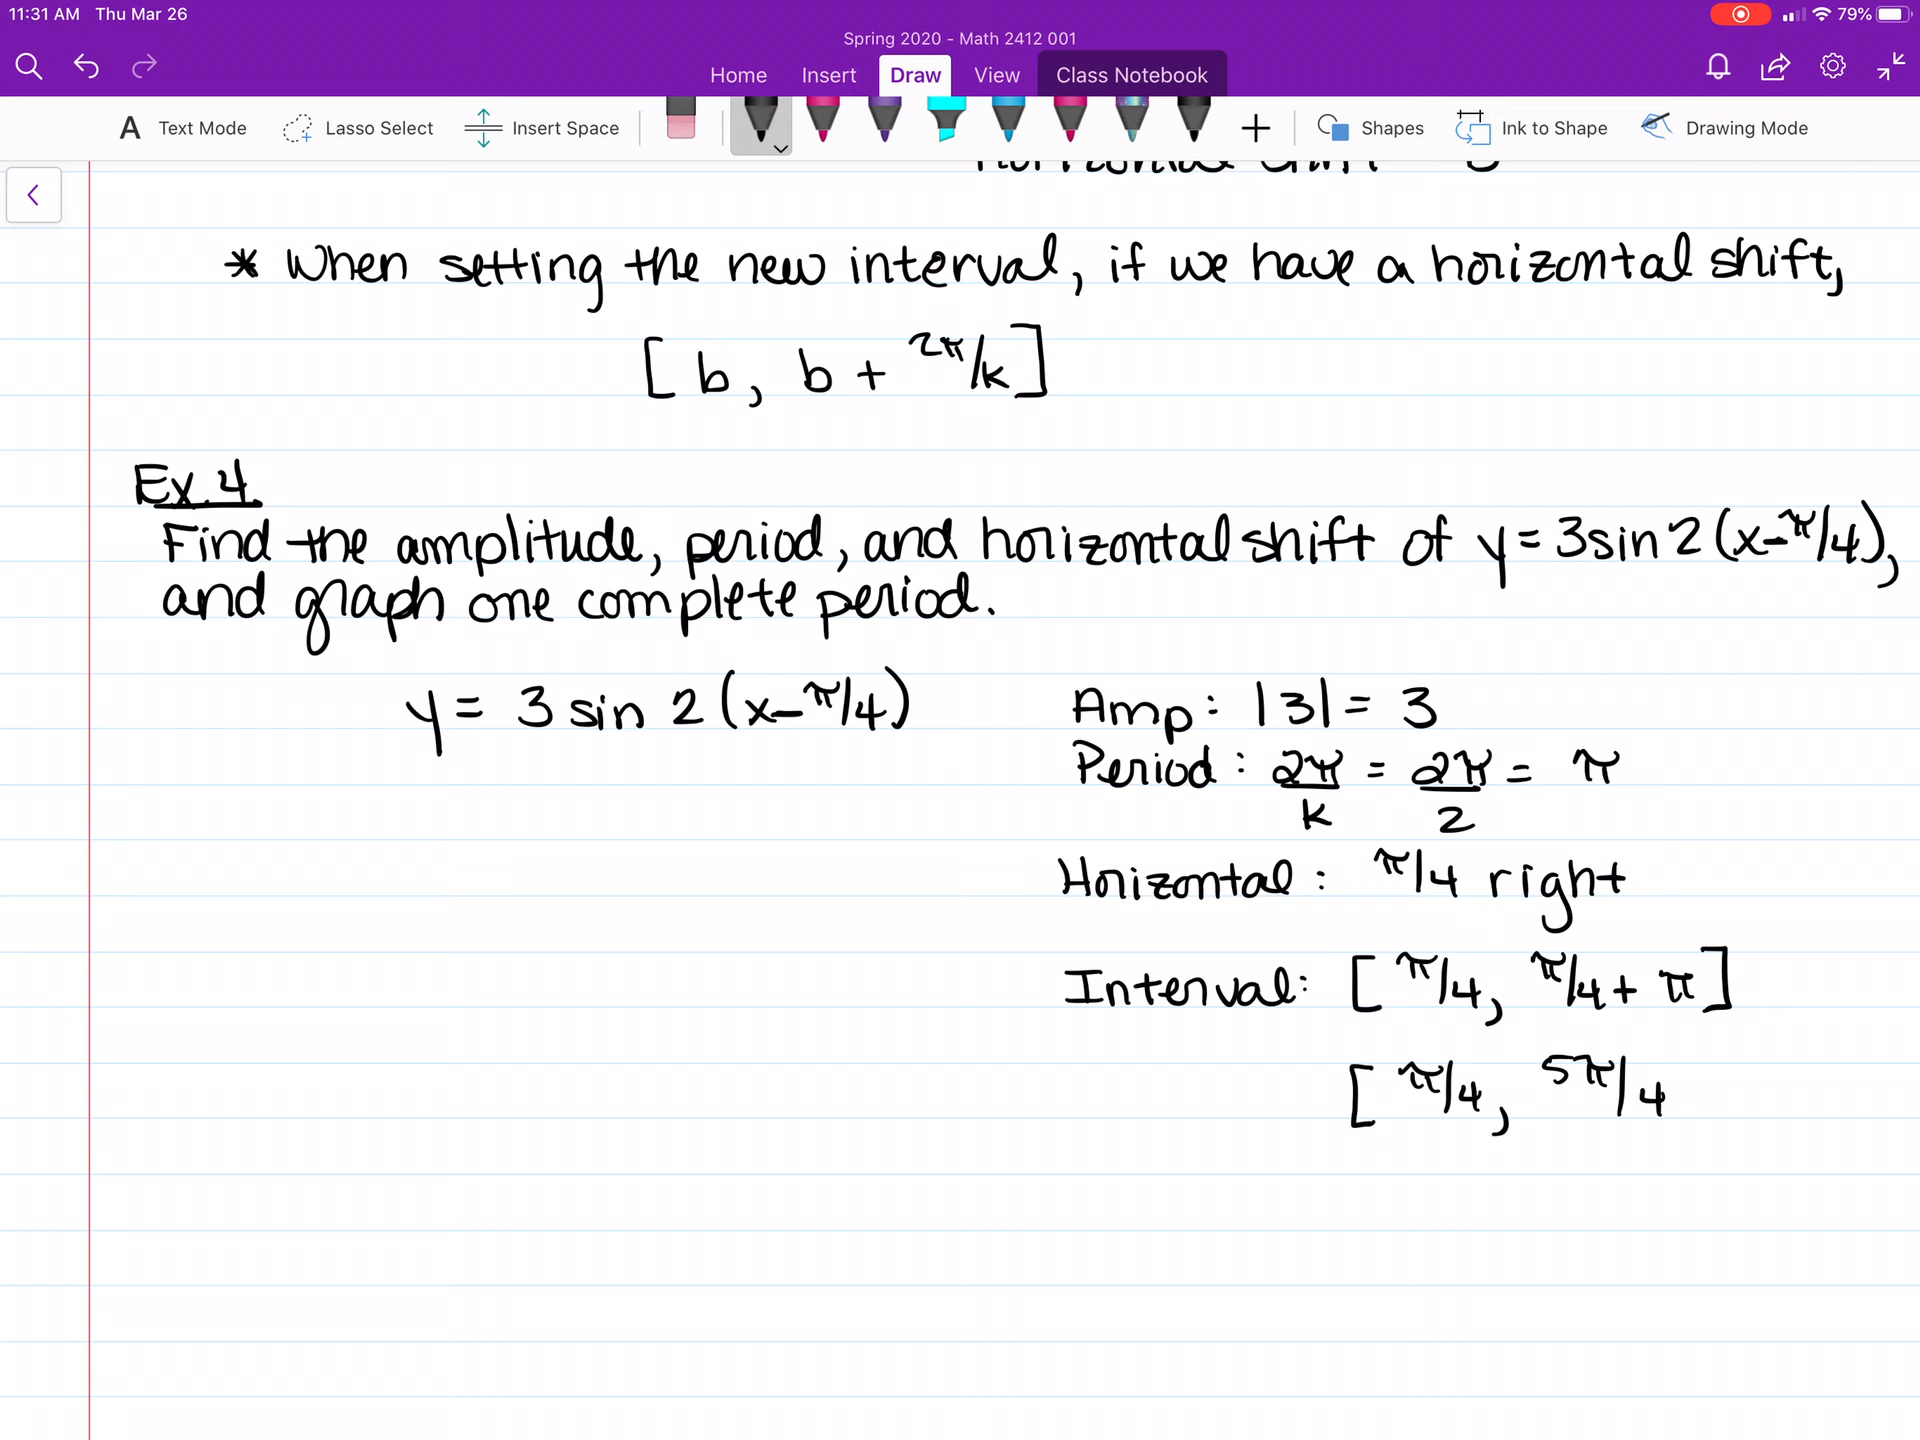 11:31 AM Thu Mar 26
79%
Spring 2020 - Math 2412 001
Home Insert Draw View Class Notebook
A Text Mode Lasso Select Insert Space Shapes Ink to Shape Drawing Mode
Horizontal Shift = b
* When setting the new interval, if we have a horizontal shift,
[b, b + 2π/k]
Ex. 4.
Find the amplitude, period, and horizontal shift of y = 3sin2(x-π/4),
and graph one complete period.
y = 3 sin 2 (x-π/4)
Amp: |3| = 3
Period: 2π/k = 2π/2 = π
Horizontal: π/4 right
Interval: [π/4, π/4 + π]
[π/4, 5π/4